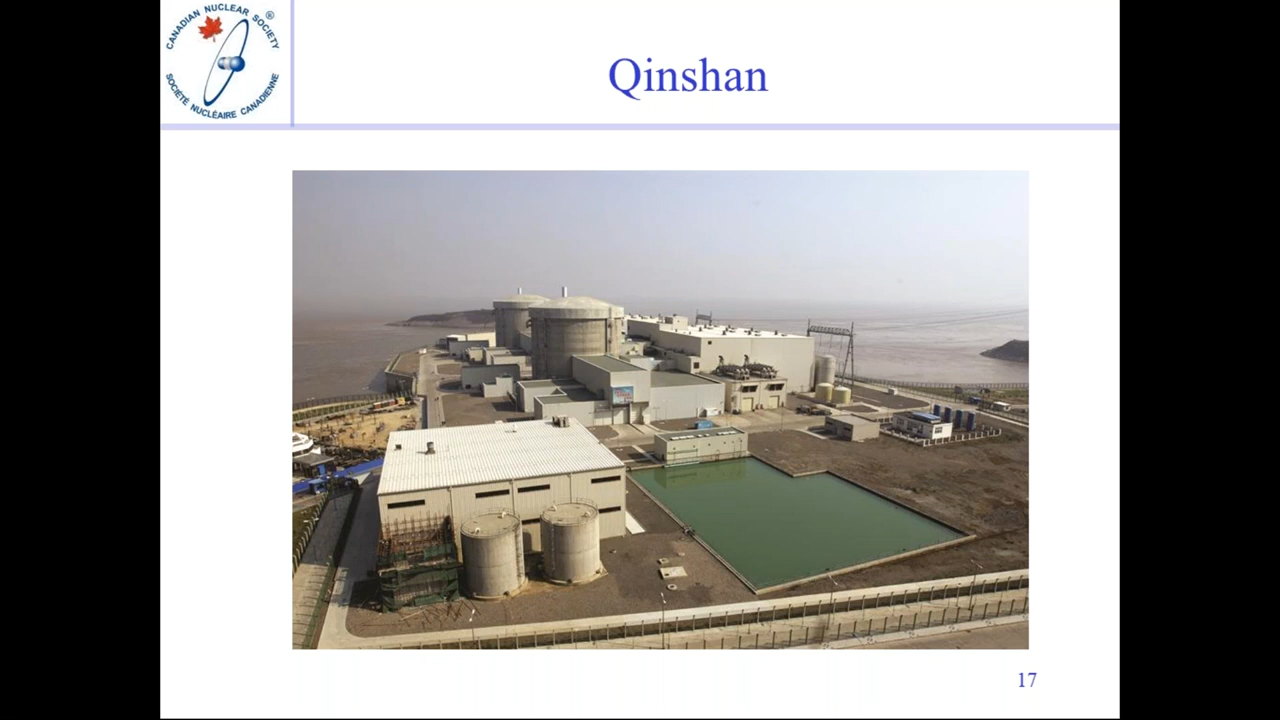 CANADIAN NUCLEAR SOCIETY ®
SOCIÉTÉ NUCLÉAIRE CANADIENNE
Qinshan
17